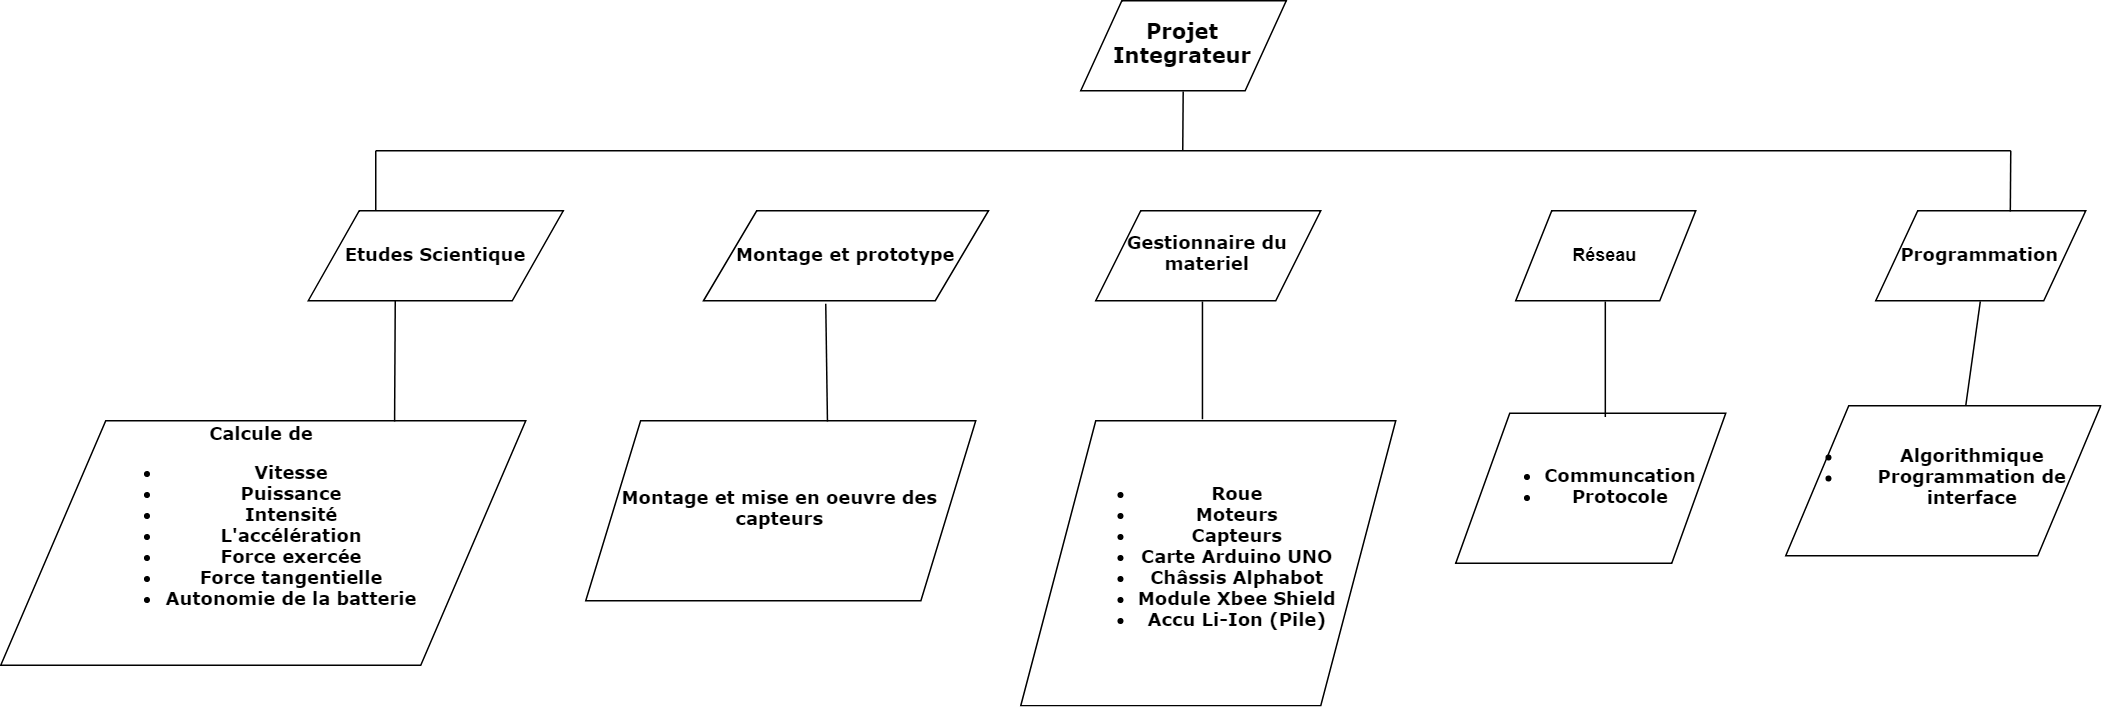 Projet
Integrateur
Etudes Scientique
Montage et prototype
Gestionnaire du
materiel
Réseau
Programmation
Calcule de
• Vitesse
• Puissance
• Intensité
• L'accélération
• Force exercée
• Force tangentielle
• Autonomie de la batterie
Montage et mise en oeuvre des
capteurs
• Roue
• Moteurs
• Capteurs
• Carte Arduino UNO
• Châssis Alphabot
• Module Xbee Shield
• Accu Li-Ion (Pile)
• Communcation
• Protocole
• Algorithmique
• Programmation de
interface